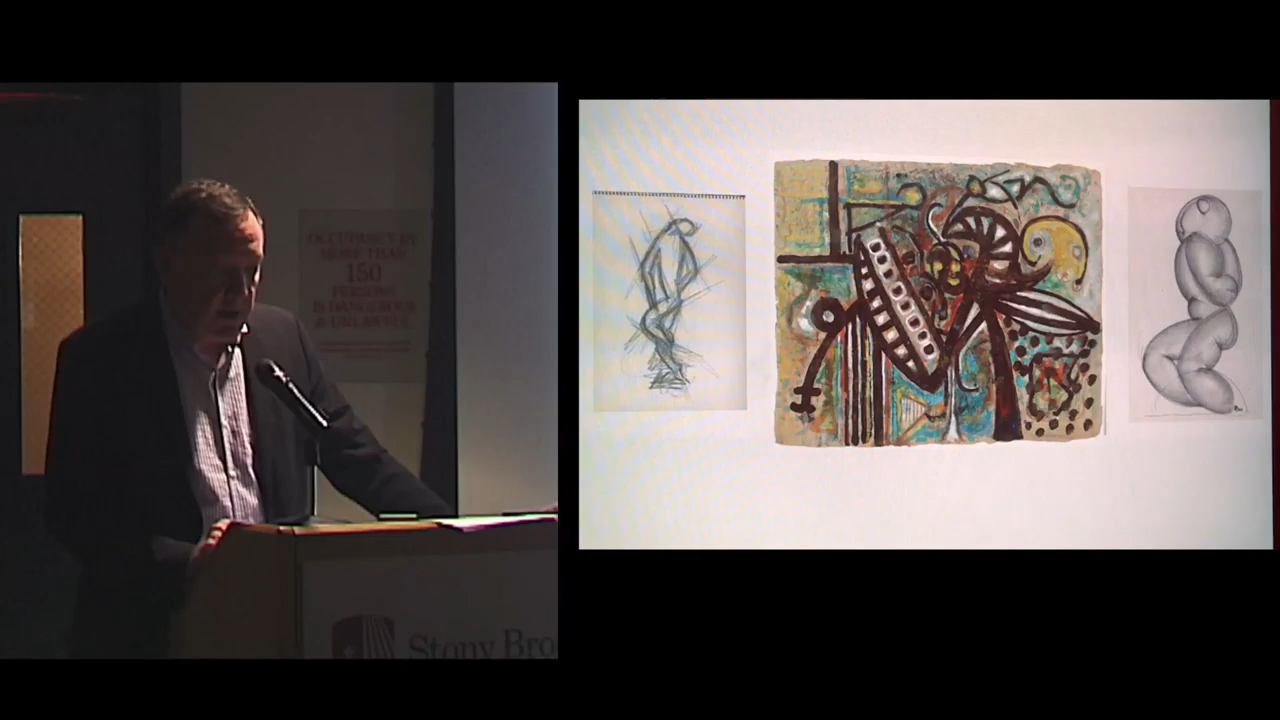 OCCUPANCY BY
MORE THAN
150
PERSONS
IS DANGEROUS
& UNLAWFUL
Stony Bro